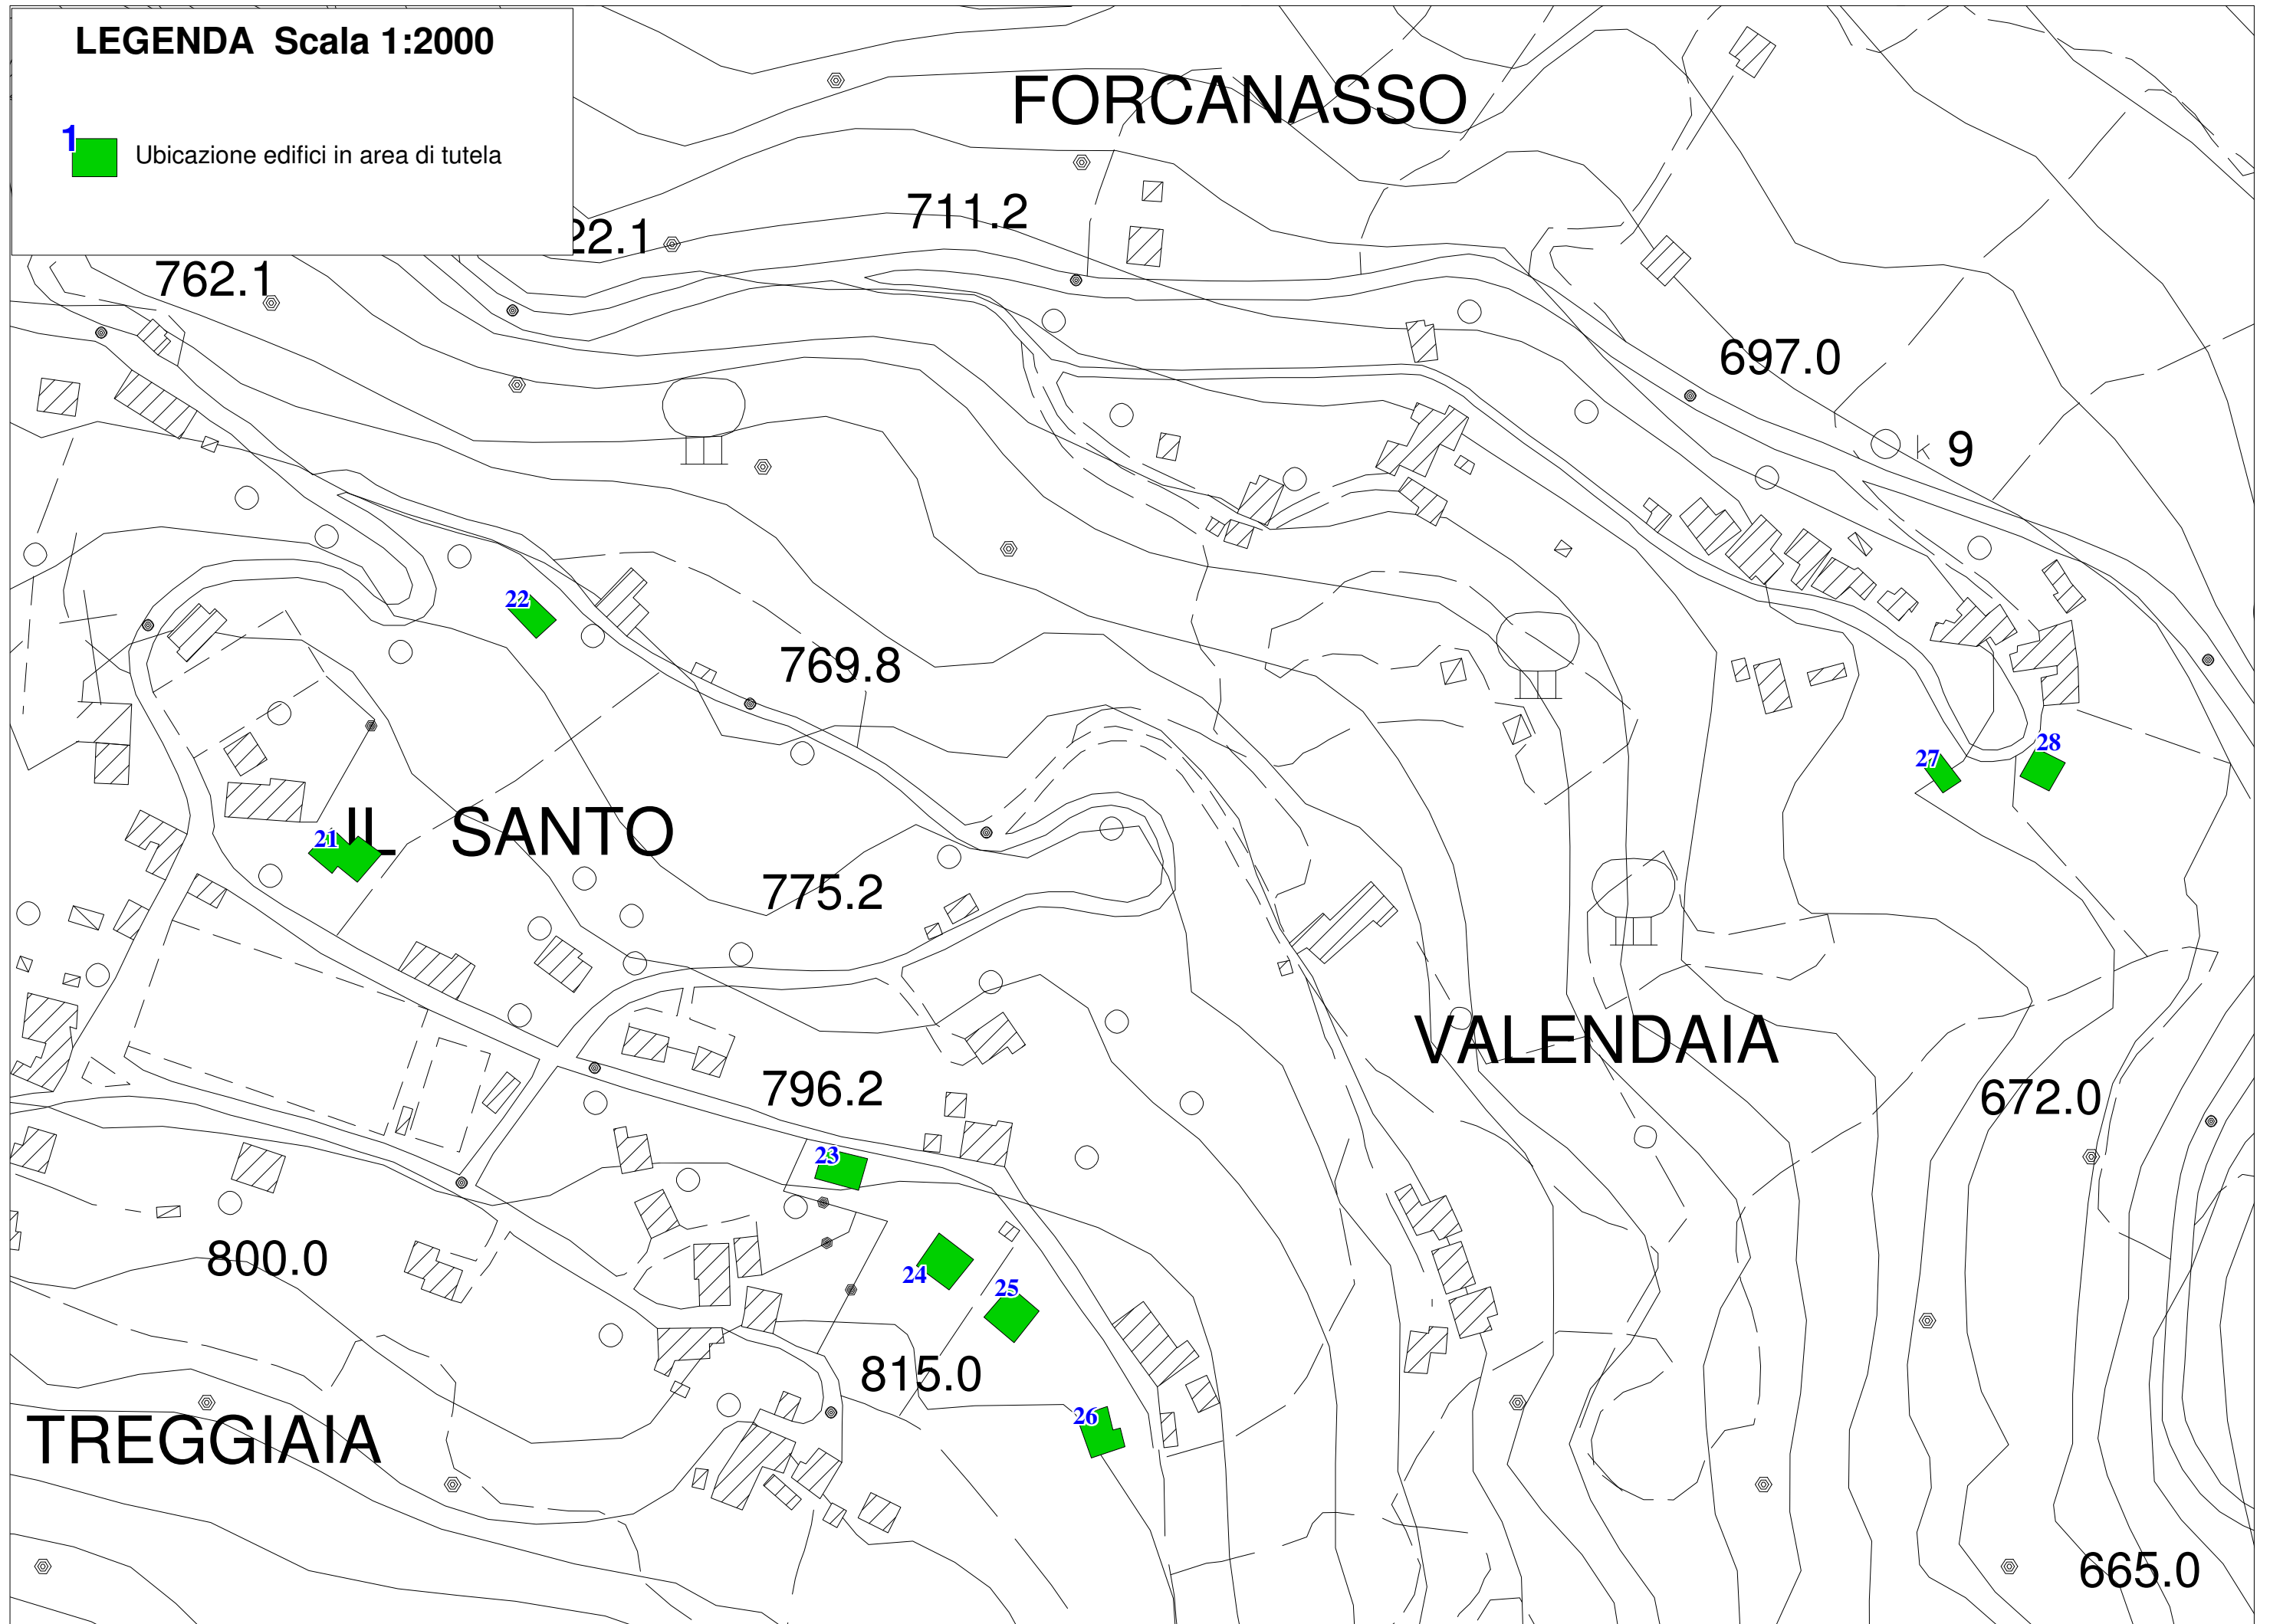 LEGENDA Scala 1:2000
1
Ubicazione edifici in area di tutela
FORCANASSO
711.2
22.1
762.1
697.0
k 9
22
769.8
27
28
21
IL SANTO
775.2
VALENDAIA
796.2
672.0
23
800.0
24
25
815.0
26
TREGGIAIA
665.0